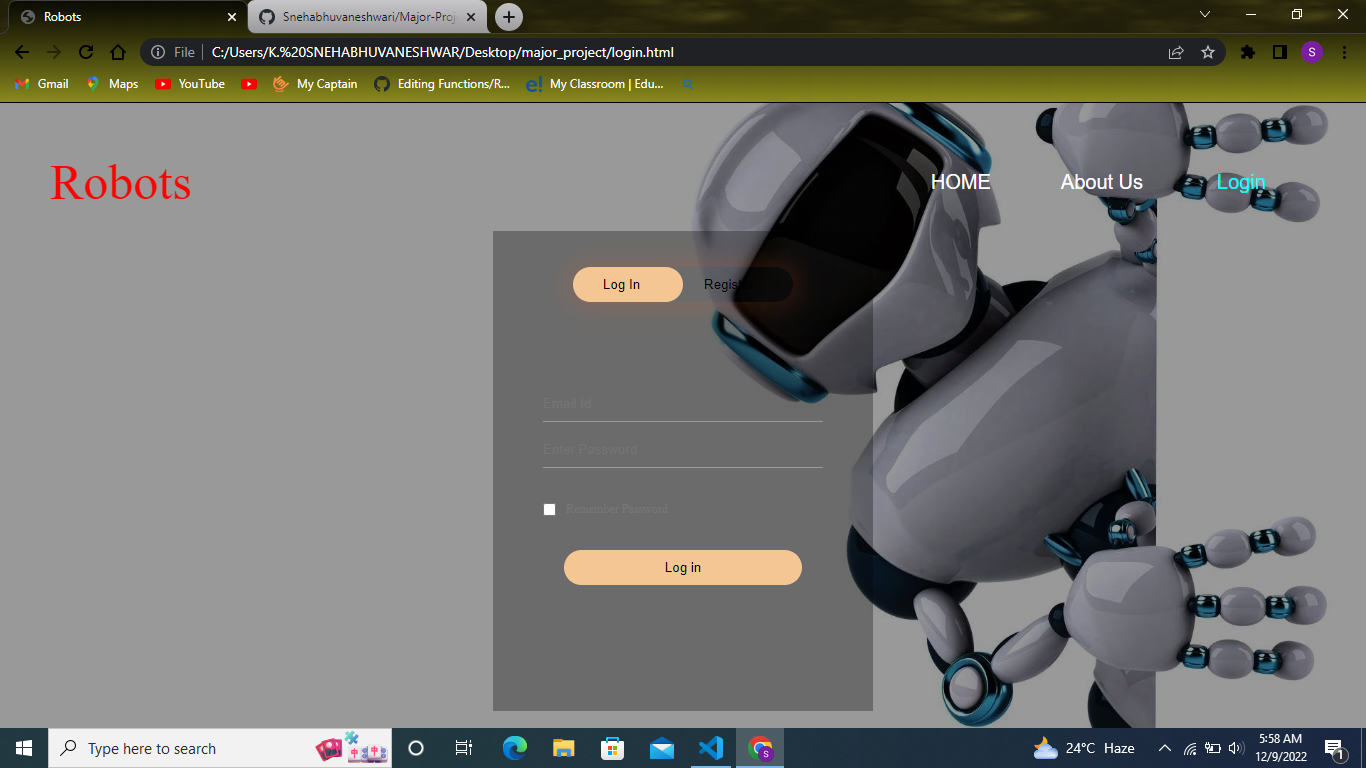 Robots
Snehabhuvaneshwari/Major-Proj
File
C:/Users/K.%20SNEHABHUVANESHWAR/Desktop/major_project/login.html
S
Gmail
Maps
YouTube
My Captain
Editing Functions/R...
e!
My Classroom | Edu...
Robots
HOME
About Us
Login
Log In
Register
Email Id
Enter Password
Remember Password
Log in
Type here to search
S
24°C Haze
5:58 AM
12/9/2022
1